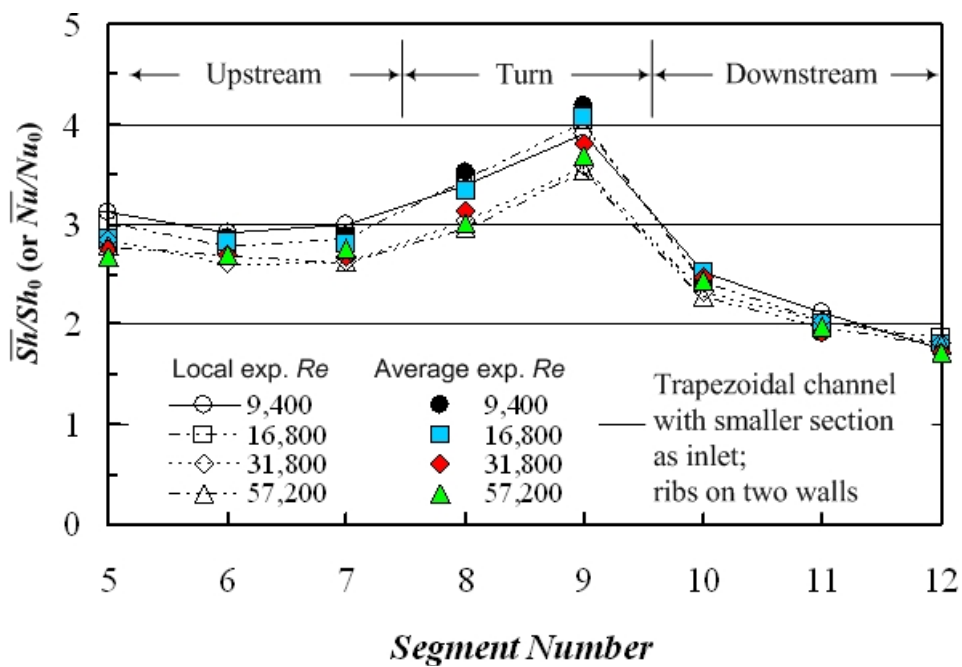 5
4
3
2
1
0
Sh/Sh₀ (or Nu/Nu₀)
Upstream
Turn
Downstream
Local exp. Re
9,400
16,800
31,800
57,200
Average exp. Re
9,400
16,800
31,800
57,200
Trapezoidal channel
with smaller section
as inlet;
ribs on two walls
5 6 7 8 9 10 11 12
Segment Number